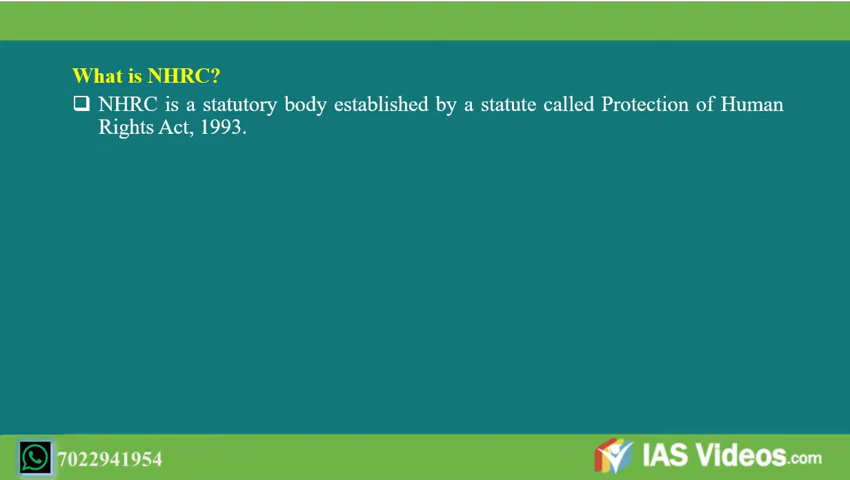 What is NHRC?
❑ NHRC is a statutory body established by a statute called Protection of Human
Rights Act, 1993.
7022941954
IAS Videos.com